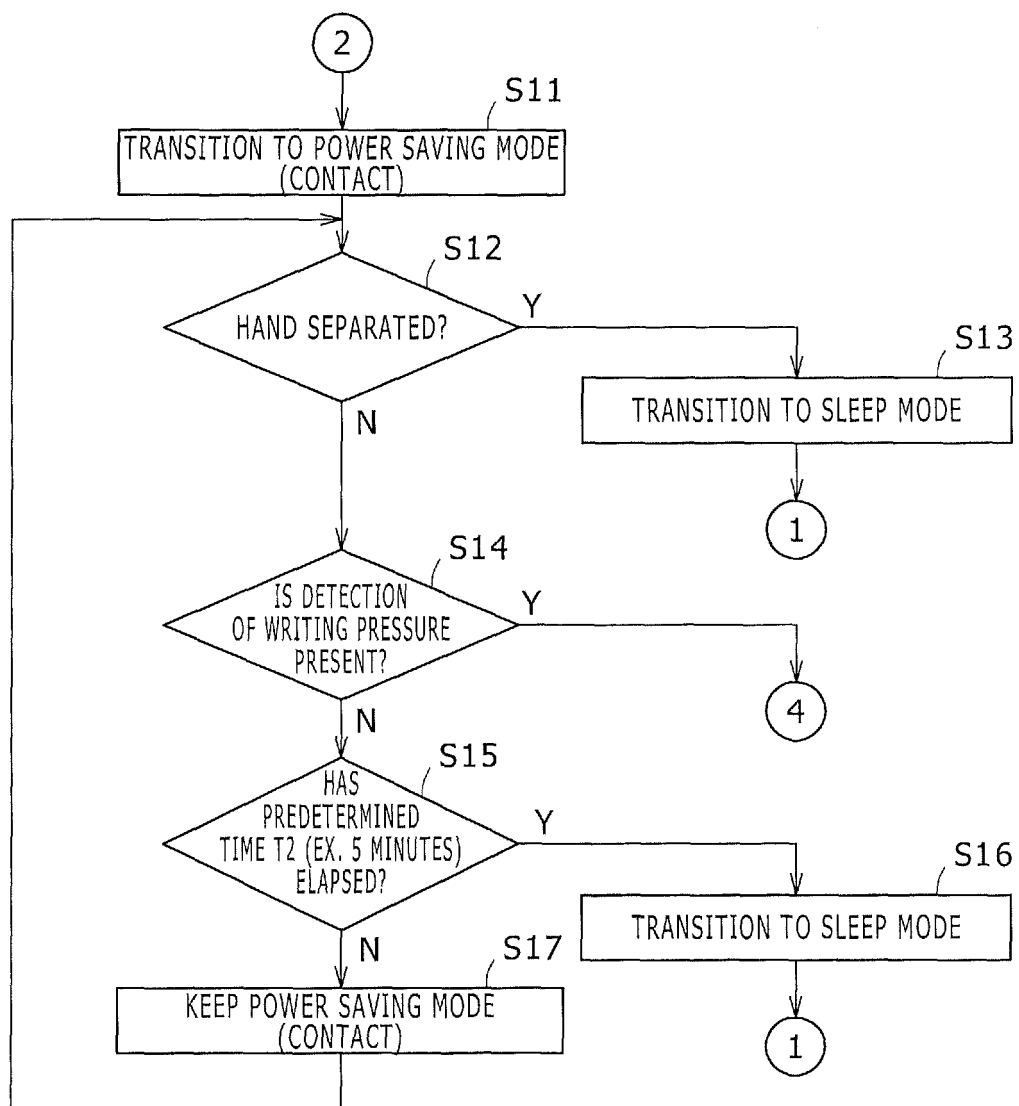 2
S11
TRANSITION TO POWER SAVING MODE
(CONTACT)
S12
HAND SEPARATED?
Y
N
S13
TRANSITION TO SLEEP MODE
1
S14
IS DETECTION
OF WRITING PRESSURE
PRESENT?
Y
N
4
S15
HAS
PREDETERMINED
TIME T2 (EX. 5 MINUTES)
ELAPSED?
Y
N
S16
TRANSITION TO SLEEP MODE
1
S17
KEEP POWER SAVING MODE
(CONTACT)